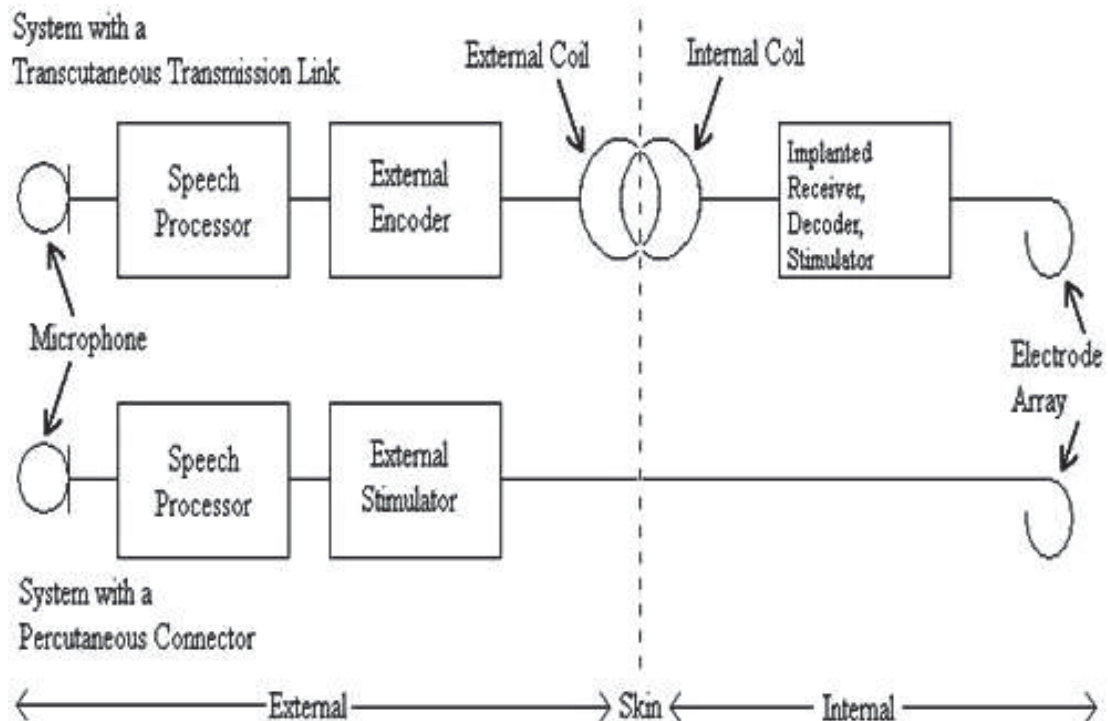 System with a
Transcutaneous Transmission Link
External Coil
Internal Coil
Speech
Processor
External
Encoder
Implanted
Receiver,
Decoder,
Stimulator
Microphone
Electrode
Array
Speech
Processor
External
Stimulator
System with a
Percutaneous Connector
External
Skin
Internal